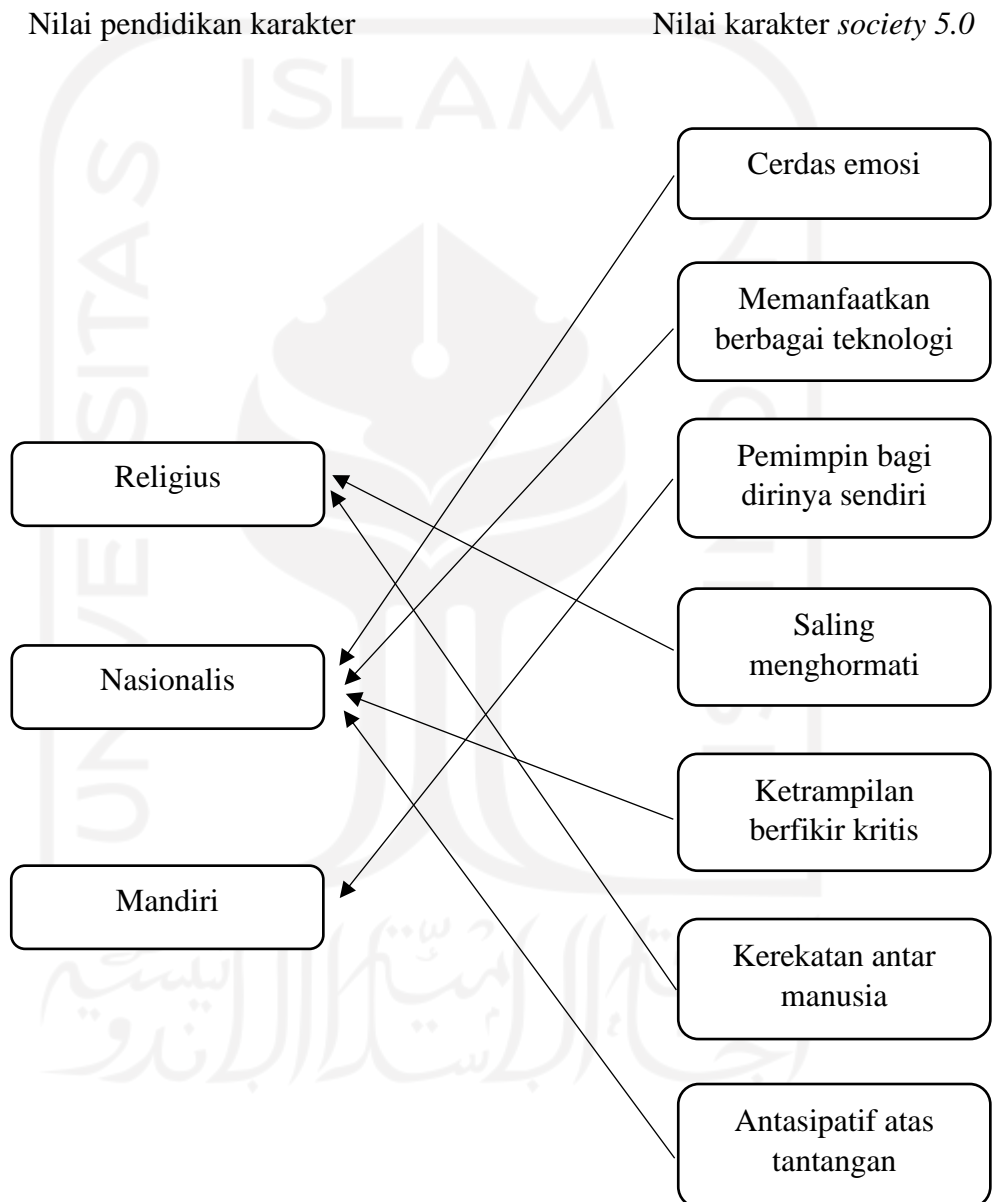 Nilai pendidikan karakter
Nilai karakter society 5.0
ISLAM
UNIVERSITAS
Cerdas emosi
Memanfaatkan
berbagai teknologi
Religius
Pemimpin bagi
dirinya sendiri
Nasionalis
Saling
menghormati
Mandiri
Ketrampilan
berfikir kritis
Kerekatan antar
manusia
Antasipatif atas
tantangan